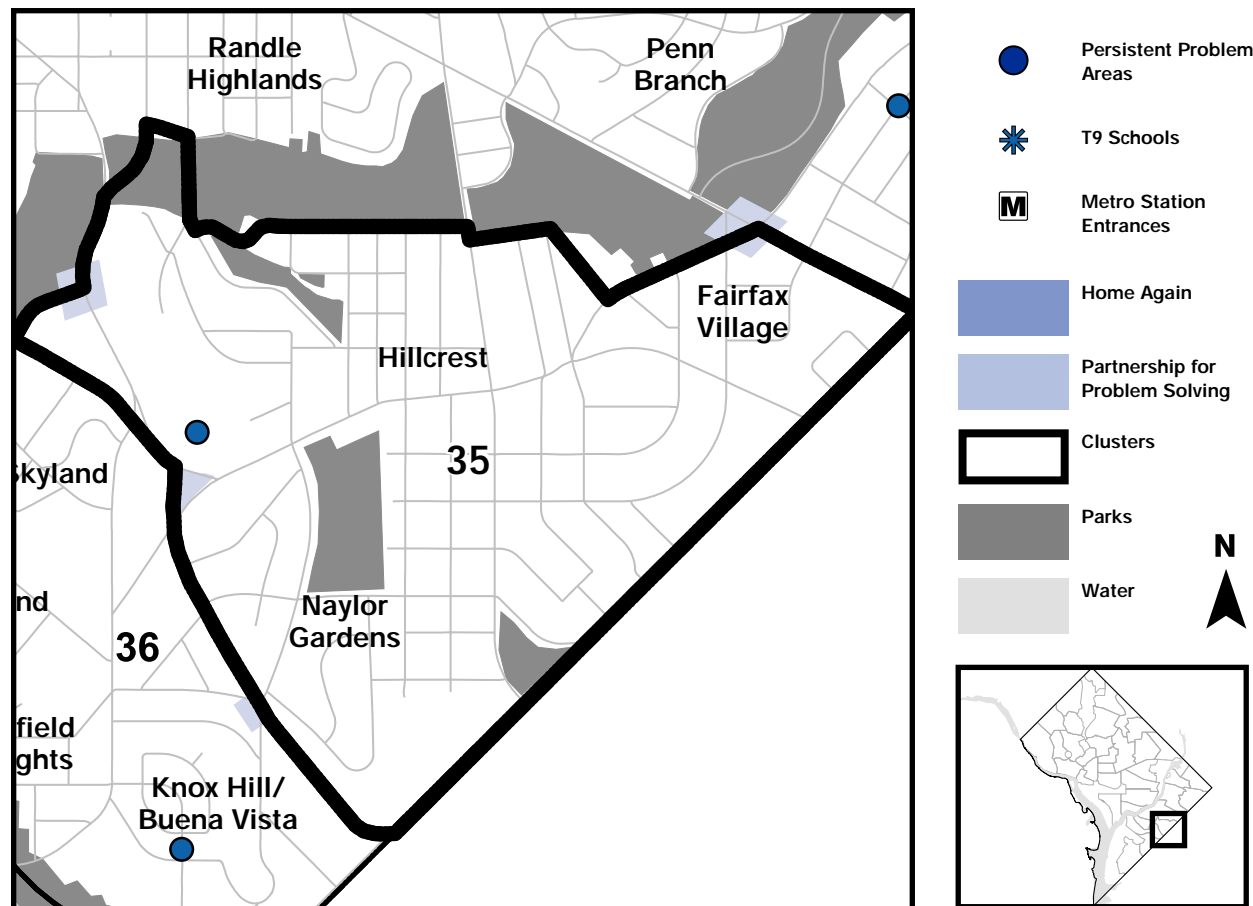 Randle
Highlands
Penn
Branch
Fairfax
Village
Hillcrest
35
Skyland
nd
36
Naylor
Gardens
field
ghts
Knox Hill/
Buena Vista
Persistent Problem
Areas
T9 Schools
M
Metro Station
Entrances
Home Again
Partnership for
Problem Solving
Clusters
Parks
N
Water